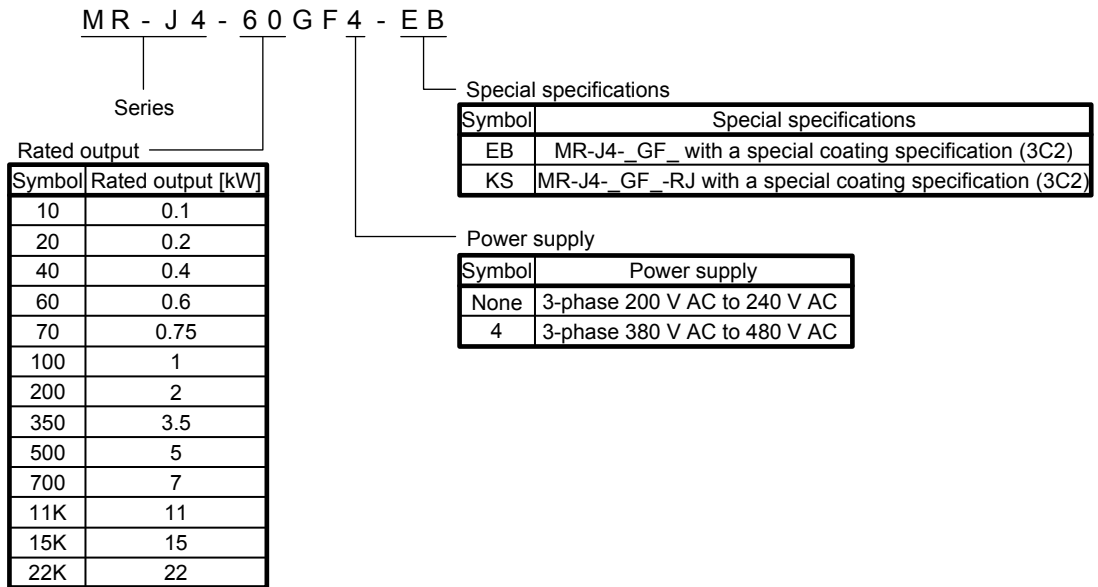 MR-J4-60GF4-EB
Series
Rated output
Symbol Rated output [kW]
10 0.1
20 0.2
40 0.4
60 0.6
70 0.75
100 1
200 2
350 3.5
500 5
700 7
11K 11
15K 15
22K 22
Special specifications
Symbol Special specifications
EB MR-J4-_GF_ with a special coating specification (3C2)
KS MR-J4-_GF_-RJ with a special coating specification (3C2)
Power supply
Symbol Power supply
None 3-phase 200 V AC to 240 V AC
4 3-phase 380 V AC to 480 V AC